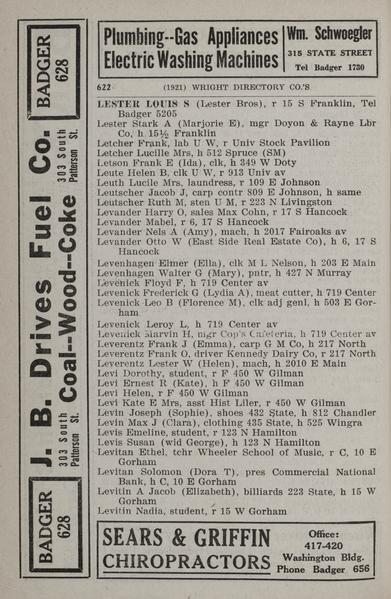 Plumbing--Gas Appliances
Electric Washing Machines
Wm. Schwoegler
315 STATE STREET
Tel Badger 1730
BADGER
628
J. B. Drives Fuel Co.
303 South
Patterson St.
Coal--Wood--Coke
303 South
Patterson St.
BADGER
628
622 (1921) WRIGHT DIRECTORY CO.'S
LESTER LOUIS S (Lester Bros), r 15 S Franklin, Tel
Badger 5205
Lester Stark A (Marjorie E), mgr Doyon & Rayne Lbr
Co, h 15½ Franklin
Letcher Frank, lab U W, r Univ Stock Pavilion
Letcher Lucille Mrs, h 512 Spruce (SM)
Letson Frank E (Ida), clk, h 349 W Doty
Leute Helen B, clk U W, r 913 Univ av
Leuth Lucile Mrs, laundress, r 109 E Johnson
Leutscher Jacob J, carp contr 809 E Johnson, h same
Leutscher Ruth M, sten U M, r 223 N Livingston
Levander Harry O, sales Max Cohn, r 17 S Hancock
Levander Mabel, r 6, 17 S Hancock
Levander Nels A (Amy), mach, h 2017 Fairoaks av
Levander Otto W (East Side Real Estate Co), h 6, 17 S
Hancock
Levenhagen Elmer (Ella), clk M L Nelson, h 203 E Main
Levenhagen Walter G (Mary), pntr, h 427 N Murray
Levenick Floyd F, h 719 Center av
Levenick Frederick G (Lydia A), meat cutter, h 719 Center
Levenick Leo B (Florence M), clk adj genl, h 503 E Gor-
ham
Levenick Leroy L, h 719 Center av
Levenick Marvin H, mgr Cop's Cafeteria, h 719 Center av
Leverentz Frank J (Emma), carp G M Co, h 217 North
Leverentz Frank O, driver Kennedy Dairy Co, r 217 North
Leverentz Lester W (Helen), mach, h 2010 E Main
Levi Dorothy, student, r F 450 W Gilman
Levi Ernest R (Kate), h F 450 W Gilman
Levi Helen, r F 450 W Gilman
Levi Kate E Mrs, asst Hist Liler, r 450 W Gilman
Levin Joseph (Sophie), shoes 432 State, h 812 Chandler
Levin Max J (Clara), clothing 435 State, h 525 Wingra
Levis Emeline, student, r 123 N Hamilton
Levis Susan (wid George), h 123 N Hamilton
Levitan Ethel, tchr Wheeler School of Music, r C, 10 E
Gorham
Levitan Solomon (Dora T), pres Commercial National
Bank, h C, 10 E Gorham
Levitin A Jacob (Elizabeth), billiards 223 State, h 15 W
Gorham
Levitin Nadia, student, r 15 W Gorham
SEARS & GRIFFIN
CHIROPRACTORS
Office:
417-420
Washington Bldg.
Phone Badger 656